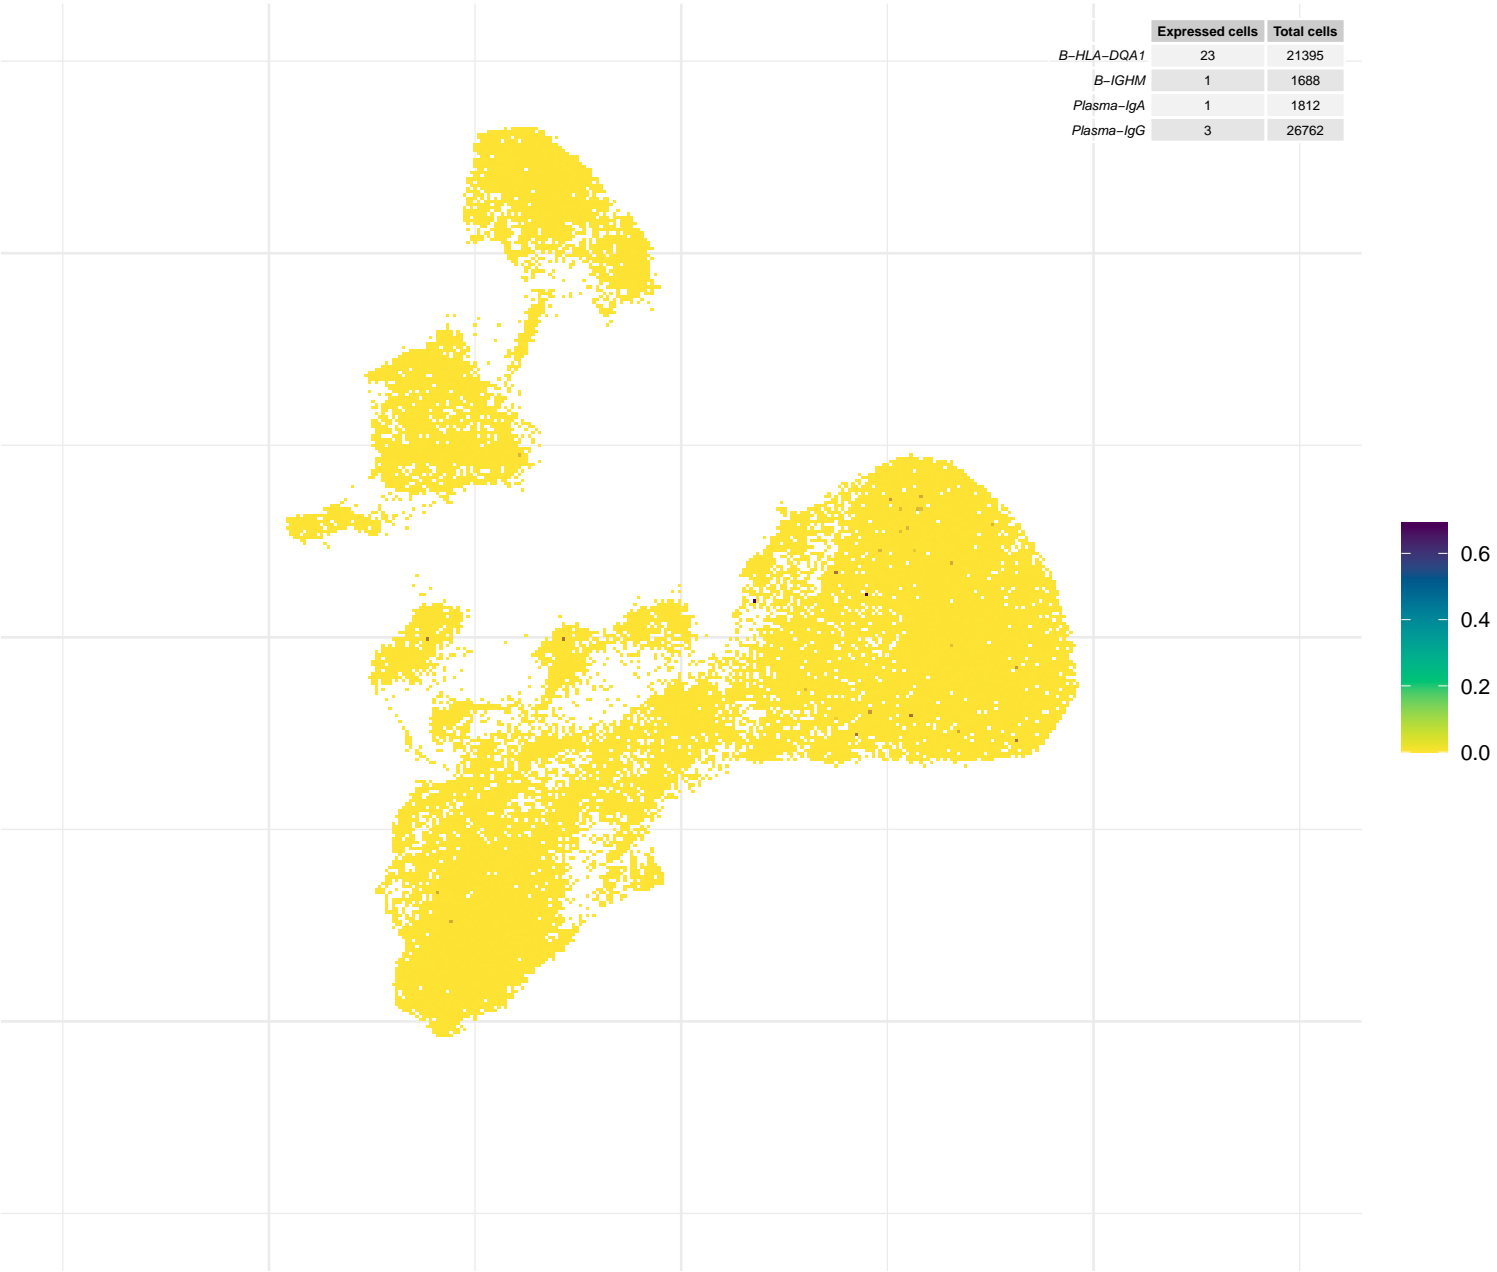 Expressed cells Total cells
B−HLA−DQA1 23 21395
B−IGHM 1 1688
Plasma−IgA 1 1812
Plasma−IgG 3 26762
0.6
0.4
0.2
0.0